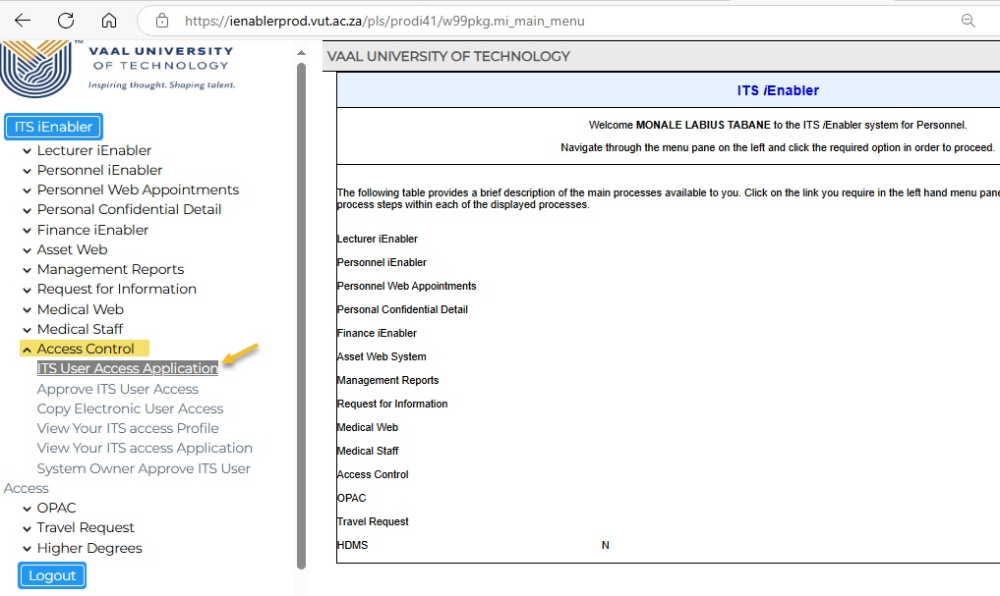 https://ienablerprod.vut.ac.za/pls/prodi41/w99pkg.mi_main_menu
VAAL UNIVERSITY
OF TECHNOLOGY
Inspiring thought. Shaping talent.
ITS iEnabler
Lecturer iEnabler
Personnel iEnabler
Personnel Web Appointments
Personal Confidential Detail
Finance iEnabler
Asset Web
Management Reports
Request for Information
Medical Web
Medical Staff
Access Control
ITS User Access Application
Approve ITS User Access
Copy Electronic User Access
View Your ITS access Profile
View Your ITS access Application
System Owner Approve ITS User
Access
OPAC
Travel Request
Higher Degrees
Logout
VAAL UNIVERSITY OF TECHNOLOGY
ITS iEnabler
Welcome MONALE LABIUS TABANE to the ITS iEnabler system for Personnel.
Navigate through the menu pane on the left and click the required option in order to proceed.
The following table provides a brief description of the main processes available to you. Click on the link you require in the left hand menu pane
process steps within each of the displayed processes.
Lecturer iEnabler
Personnel iEnabler
Personnel Web Appointments
Personal Confidential Detail
Finance iEnabler
Asset Web System
Management Reports
Request for Information
Medical Web
Medical Staff
Access Control
OPAC
Travel Request
HDMS N